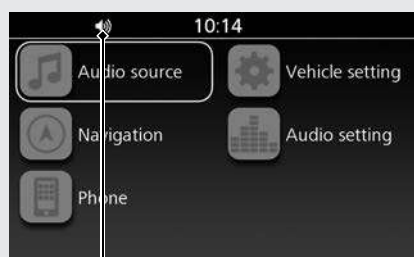 10:14
Audio source
Vehicle setting
Navigation
Audio setting
Phone